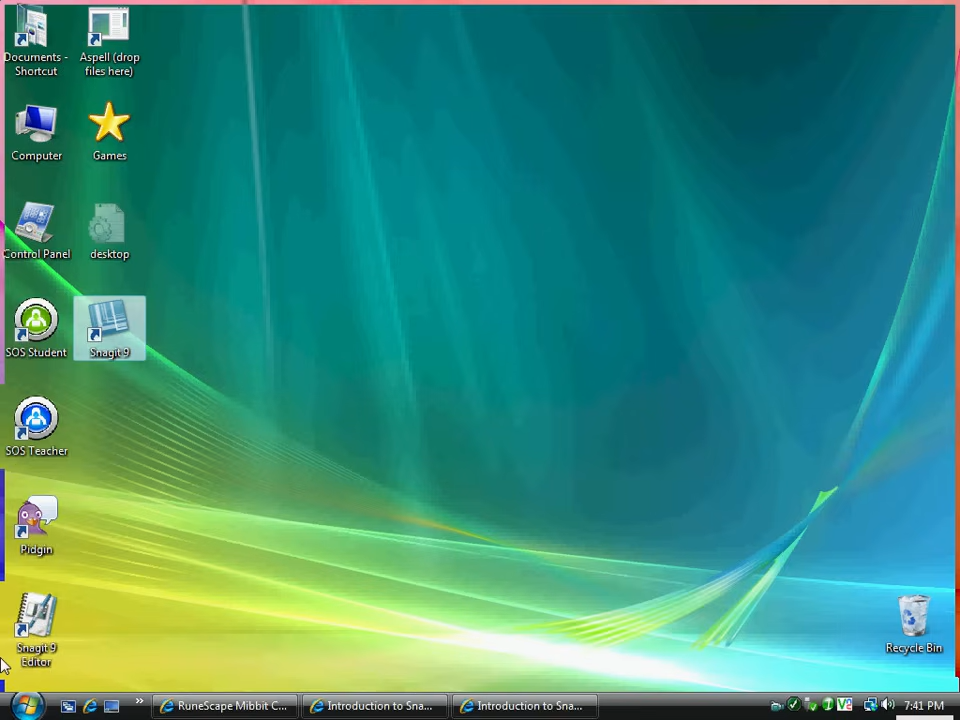 Documents -
Shortcut
Aspell (drop
files here)
Computer
Games
Control Panel
desktop
SOS Student
Snagit 9
SOS Teacher
Pidgin
Snagit 9
Editor
Recycle Bin
»
RuneScape Mibbit C...
Introduction to Sna...
Introduction to Sna...
7:41 PM